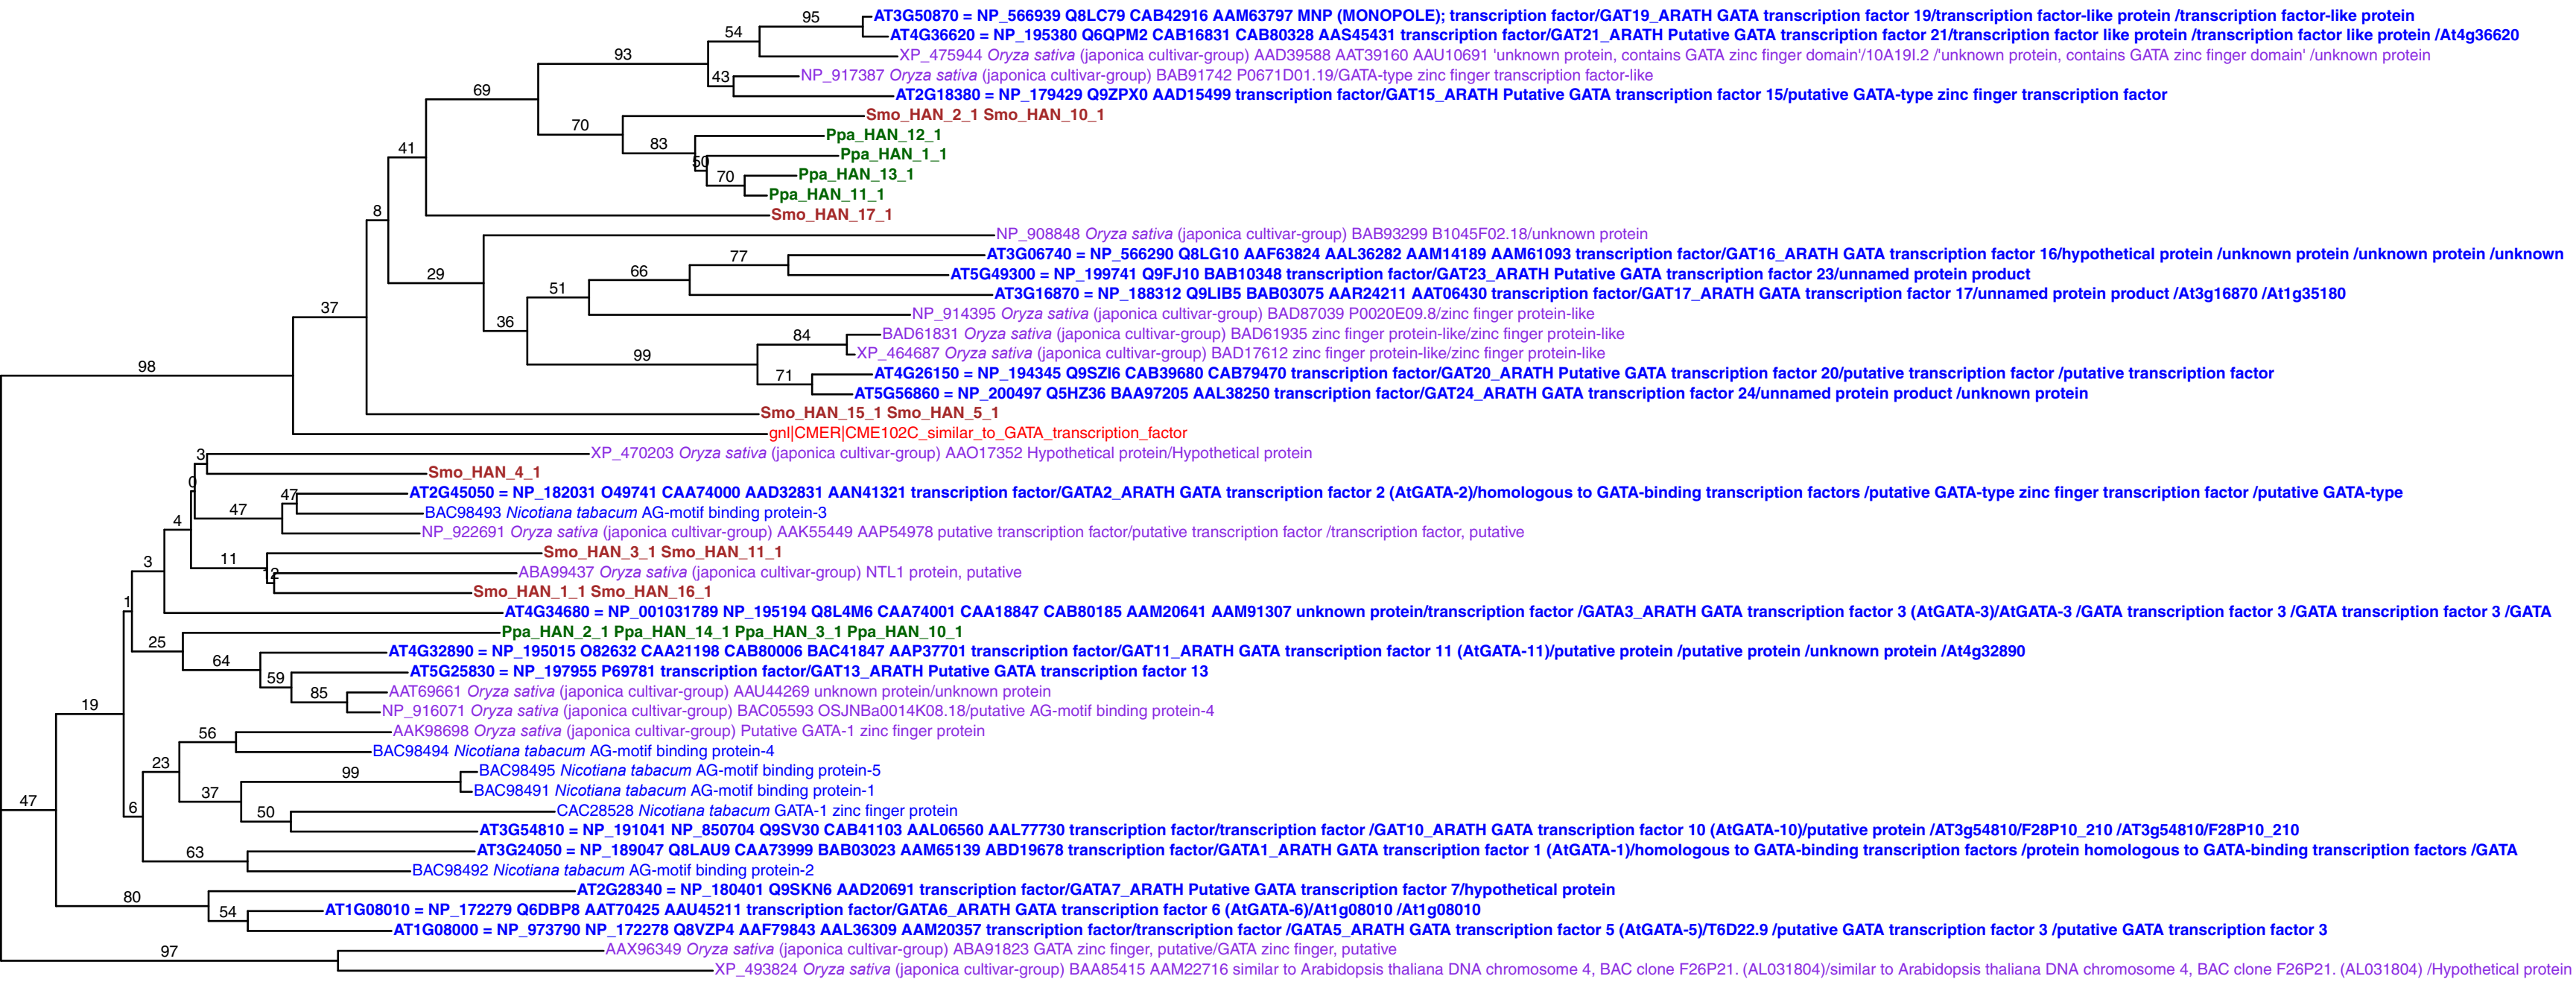 95
AT3G50870 = NP_566939 Q8LC79 CAB42916 AAM63797 MNP (MONOPOLE); transcription factor/GAT19_ARATH GATA transcription factor 19/transcription factor-like protein /transcription factor-like protein
54
AT4G36620 = NP_195380 Q6QPM2 CAB16831 CAB80328 AAS45431 transcription factor/GAT21_ARATH Putative GATA transcription factor 21/transcription factor like protein /transcription factor like protein /At4g36620
93
XP_475944 Oryza sativa (japonica cultivar-group) AAD39588 AAT39160 AAU10691 'unknown protein, contains GATA zinc finger domain'/10A19I.2 /'unknown protein, contains GATA zinc finger domain' /unknown protein
43
NP_917387 Oryza sativa (japonica cultivar-group) BAB91742 P0671D01.19/GATA-type zinc finger transcription factor-like
69
AT2G18380 = NP_179429 Q9ZPX0 AAD15499 transcription factor/GAT15_ARATH Putative GATA transcription factor 15/putative GATA-type zinc finger transcription factor
Smo_HAN_2_1 Smo_HAN_10_1
70
Ppa_HAN_12_1
83
41
Ppa_HAN_1_1
50
70
Ppa_HAN_13_1
Ppa_HAN_11_1
8
Smo_HAN_17_1
NP_908848 Oryza sativa (japonica cultivar-group) BAB93299 B1045F02.18/unknown protein
77
AT3G06740 = NP_566290 Q8LG10 AAF63824 AAL36282 AAM14189 AAM61093 transcription factor/GAT16_ARATH GATA transcription factor 16/hypothetical protein /unknown protein /unknown protein /unknown
29
66
AT5G49300 = NP_199741 Q9FJ10 BAB10348 transcription factor/GAT23_ARATH Putative GATA transcription factor 23/unnamed protein product
51
AT3G16870 = NP_188312 Q9LIB5 BAB03075 AAR24211 AAT06430 transcription factor/GAT17_ARATH GATA transcription factor 17/unnamed protein product /At3g16870 /At1g35180
37
NP_914395 Oryza sativa (japonica cultivar-group) BAD87039 P0020E09.8/zinc finger protein-like
36
84
BAD61831 Oryza sativa (japonica cultivar-group) BAD61935 zinc finger protein-like/zinc finger protein-like
99
XP_464687 Oryza sativa (japonica cultivar-group) BAD17612 zinc finger protein-like/zinc finger protein-like
98
71
AT4G26150 = NP_194345 Q9SZI6 CAB39680 CAB79470 transcription factor/GAT20_ARATH Putative GATA transcription factor 20/putative transcription factor /putative transcription factor
AT5G56860 = NP_200497 Q5HZ36 BAA97205 AAL38250 transcription factor/GAT24_ARATH GATA transcription factor 24/unnamed protein product /unknown protein
Smo_HAN_15_1 Smo_HAN_5_1
gnl|CMER|CME102C_similar_to_GATA_transcription_factor
3
XP_470203 Oryza sativa (japonica cultivar-group) AAO17352 Hypothetical protein/Hypothetical protein
Smo_HAN_4_1
0
47
AT2G45050 = NP_182031 O49741 CAA74000 AAD32831 AAN41321 transcription factor/GATA2_ARATH GATA transcription factor 2 (AtGATA-2)/homologous to GATA-binding transcription factors /putative GATA-type zinc finger transcription factor /putative GATA-type
47
BAC98493 Nicotiana tabacum AG-motif binding protein-3
4
NP_922691 Oryza sativa (japonica cultivar-group) AAK55449 AAP54978 putative transcription factor/putative transcription factor /transcription factor, putative
Smo_HAN_3_1 Smo_HAN_11_1
3
11
ABA99437 Oryza sativa (japonica cultivar-group) NTL1 protein, putative
12
Smo_HAN_1_1 Smo_HAN_16_1
1
AT4G34680 = NP_001031789 NP_195194 Q8L4M6 CAA74001 CAA18847 CAB80185 AAM20641 AAM91307 unknown protein/transcription factor /GATA3_ARATH GATA transcription factor 3 (AtGATA-3)/AtGATA-3 /GATA transcription factor 3 /GATA transcription factor 3 /GATA
Ppa_HAN_2_1 Ppa_HAN_14_1 Ppa_HAN_3_1 Ppa_HAN_10_1
25
AT4G32890 = NP_195015 O82632 CAA21198 CAB80006 BAC41847 AAP37701 transcription factor/GAT11_ARATH GATA transcription factor 11 (AtGATA-11)/putative protein /putative protein /unknown protein /At4g32890
64
AT5G25830 = NP_197955 P69781 transcription factor/GAT13_ARATH Putative GATA transcription factor 13
59
85
AAT69661 Oryza sativa (japonica cultivar-group) AAU44269 unknown protein/unknown protein
19
NP_916071 Oryza sativa (japonica cultivar-group) BAC05593 OSJNBa0014K08.18/putative AG-motif binding protein-4
56
AAK98698 Oryza sativa (japonica cultivar-group) Putative GATA-1 zinc finger protein
BAC98494 Nicotiana tabacum AG-motif binding protein-4
23
99
BAC98495 Nicotiana tabacum AG-motif binding protein-5
37
BAC98491 Nicotiana tabacum AG-motif binding protein-1
47
6
50
CAC28528 Nicotiana tabacum GATA-1 zinc finger protein
AT3G54810 = NP_191041 NP_850704 Q9SV30 CAB41103 AAL06560 AAL77730 transcription factor/transcription factor /GAT10_ARATH GATA transcription factor 10 (AtGATA-10)/putative protein /AT3g54810/F28P10_210 /AT3g54810/F28P10_210
63
AT3G24050 = NP_189047 Q8LAU9 CAA73999 BAB03023 AAM65139 ABD19678 transcription factor/GATA1_ARATH GATA transcription factor 1 (AtGATA-1)/homologous to GATA-binding transcription factors /protein homologous to GATA-binding transcription factors /GATA
BAC98492 Nicotiana tabacum AG-motif binding protein-2
80
AT2G28340 = NP_180401 Q9SKN6 AAD20691 transcription factor/GATA7_ARATH Putative GATA transcription factor 7/hypothetical protein
54
AT1G08010 = NP_172279 Q6DBP8 AAT70425 AAU45211 transcription factor/GATA6_ARATH GATA transcription factor 6 (AtGATA-6)/At1g08010 /At1g08010
AT1G08000 = NP_973790 NP_172278 Q8VZP4 AAF79843 AAL36309 AAM20357 transcription factor/transcription factor /GATA5_ARATH GATA transcription factor 5 (AtGATA-5)/T6D22.9 /putative GATA transcription factor 3 /putative GATA transcription factor 3
97
AAX96349 Oryza sativa (japonica cultivar-group) ABA91823 GATA zinc finger, putative/GATA zinc finger, putative
XP_493824 Oryza sativa (japonica cultivar-group) BAA85415 AAM22716 similar to Arabidopsis thaliana DNA chromosome 4, BAC clone F26P21. (AL031804)/similar to Arabidopsis thaliana DNA chromosome 4, BAC clone F26P21. (AL031804) /Hypothetical protein